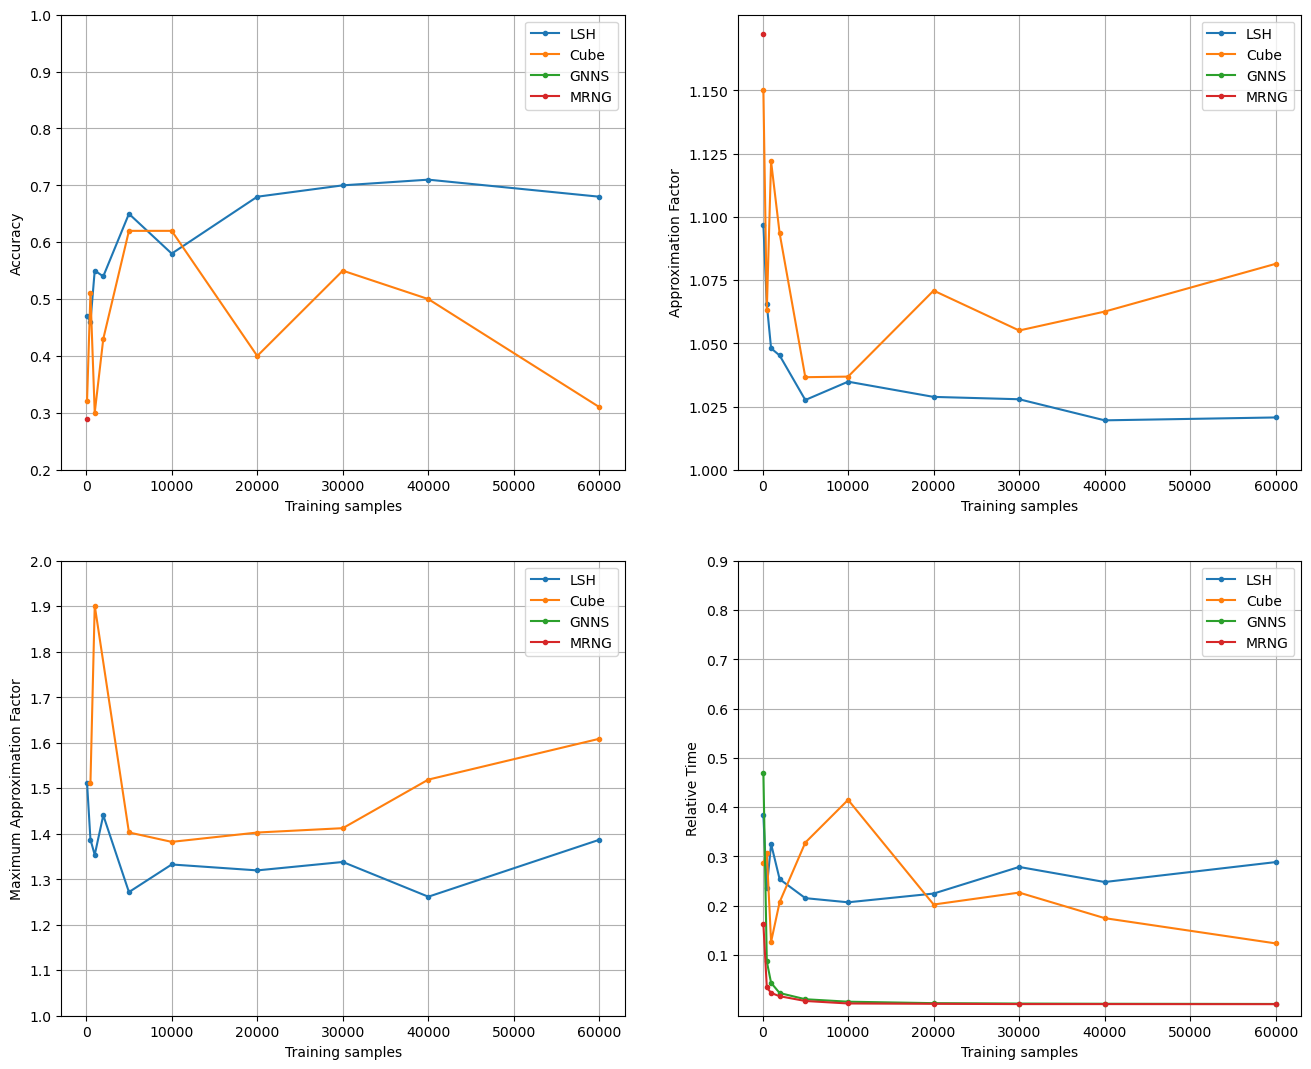 1.0
0.9
0.8
0.7
0.6
0.5
0.4
0.3
0.2
Accuracy
0 10000 20000 30000 40000 50000 60000
Training samples
LSH
Cube
GNNS
MRNG
1.150
1.125
1.100
1.075
1.050
1.025
1.000
Approximation Factor
0 10000 20000 30000 40000 50000 60000
Training samples
LSH
Cube
GNNS
MRNG
2.0
1.9
1.8
1.7
1.6
1.5
1.4
1.3
1.2
1.1
1.0
Maximum Approximation Factor
0 10000 20000 30000 40000 50000 60000
Training samples
LSH
Cube
GNNS
MRNG
0.9
0.8
0.7
0.6
0.5
0.4
0.3
0.2
0.1
Relative Time
0 10000 20000 30000 40000 50000 60000
Training samples
LSH
Cube
GNNS
MRNG